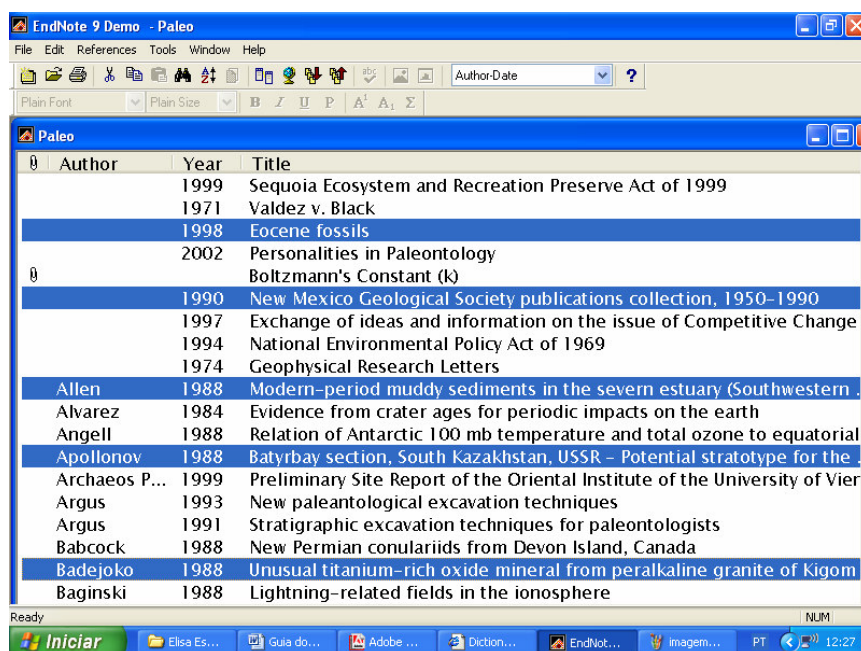 EndNote 9 Demo - Paleo
File Edit References Tools Window Help
abc Author-Date ?
Plain Font Plain Size B I U P A¹ A₁ Σ
Paleo
Author Year Title
1999 Sequoia Ecosystem and Recreation Preserve Act of 1999
1971 Valdez v. Black
1998 Eocene fossils
2002 Personalities in Paleontology
Boltzmann's Constant (k)
1990 New Mexico Geological Society publications collection, 1950-1990
1997 Exchange of ideas and information on the issue of Competitive Change
1994 National Environmental Policy Act of 1969
1974 Geophysical Research Letters
Allen 1988 Modern-period muddy sediments in the severn estuary (Southwestern .
Alvarez 1984 Evidence from crater ages for periodic impacts on the earth
Angell 1988 Relation of Antarctic 100 mb temperature and total ozone to equatorial
Apollonov 1988 Batyrbay section, South Kazakhstan, USSR - Potential stratotype for the .
Archaeos P... 1999 Preliminary Site Report of the Oriental Institute of the University of Vier
Argus 1993 New paleantological excavation techniques
Argus 1991 Stratigraphic excavation techniques for paleontologists
Babcock 1988 New Permian conulariids from Devon Island, Canada
Badejoko 1988 Unusual titanium-rich oxide mineral from peralkaline granite of Kigom
Baginski 1988 Lightning-related fields in the ionosphere
Ready NUM
Iniciar Elisa Es... Guia do... Adobe ... Diction... EndNot... imagem... PT 12:27